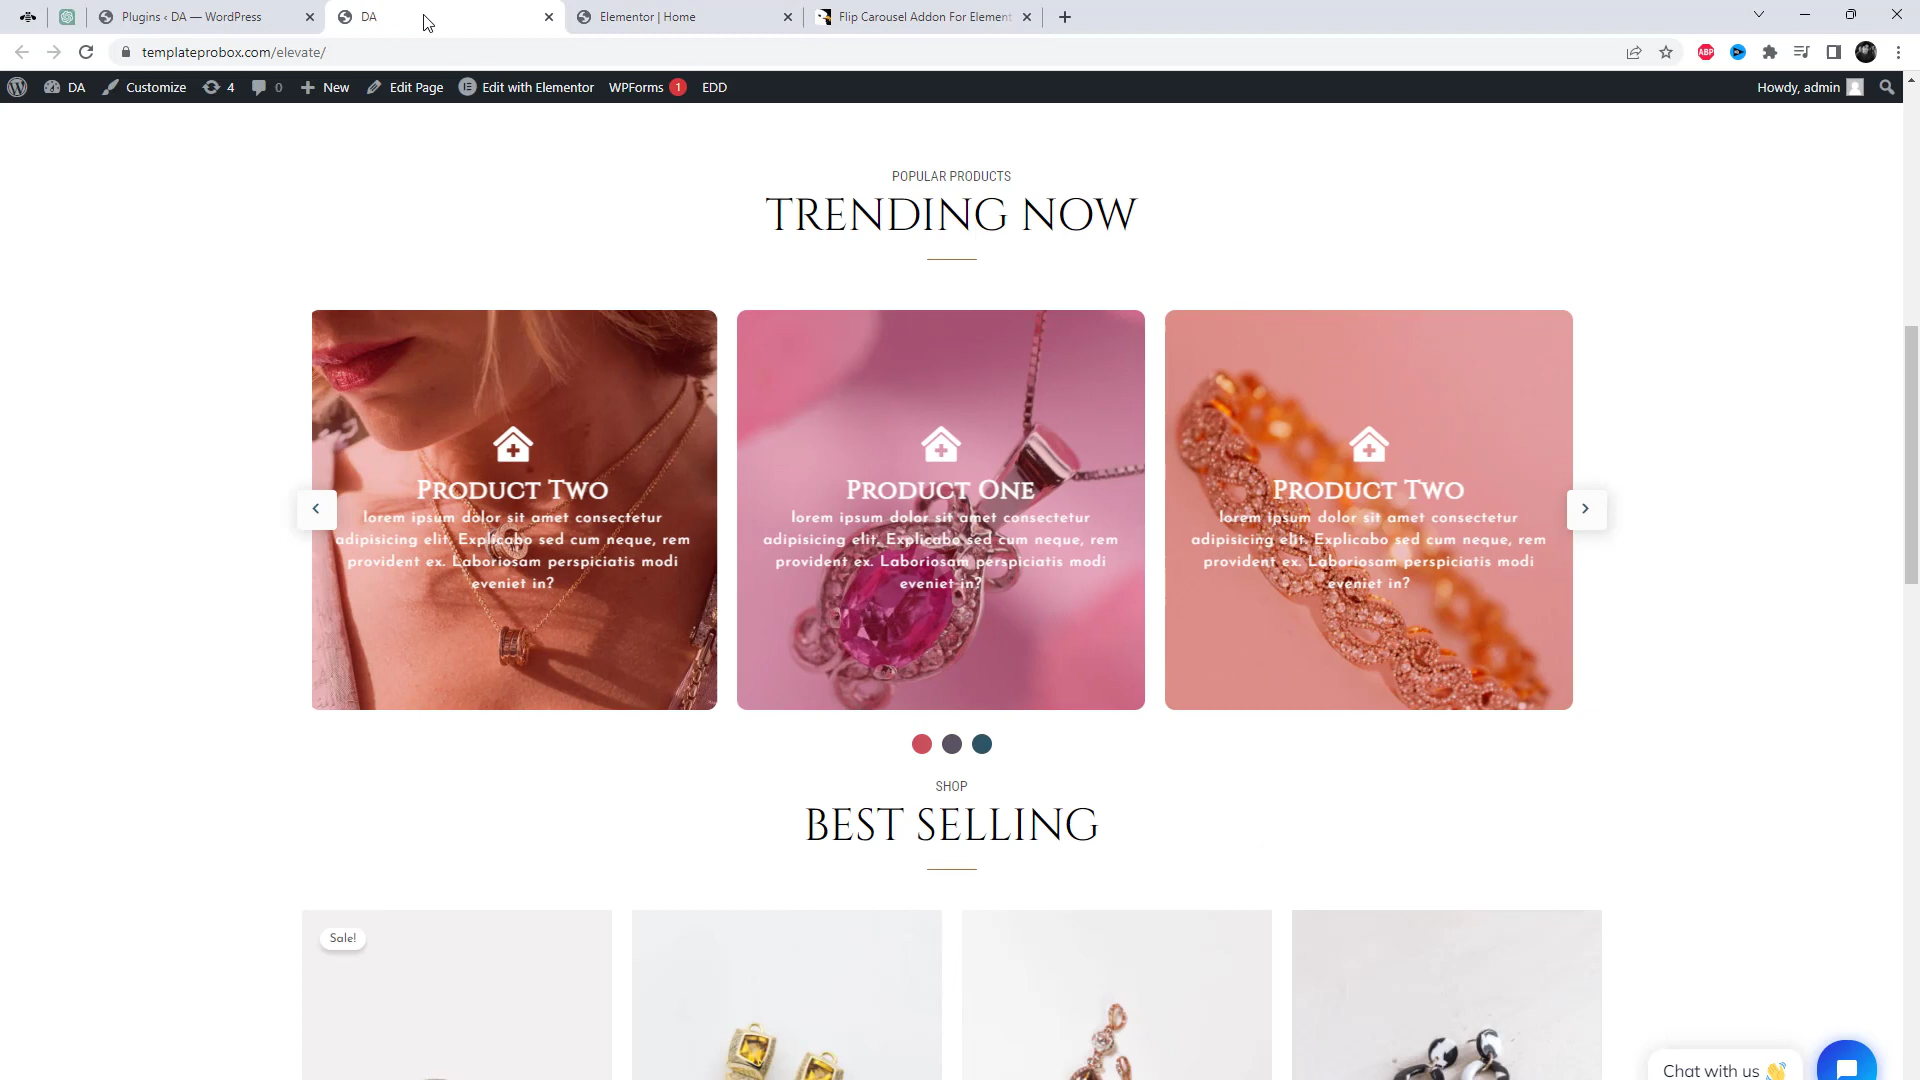 Plugins ‹ DA — WordPress
DA
Elementor | Home
Flip Carousel Addon For Element
templateprobox.com/elevate/
ABP
DA
Customize
4
0
New
Edit Page
Edit with Elementor
WPForms 1
EDD
Howdy, admin
POPULAR PRODUCTS
TRENDING NOW
Product Two
lorem ipsum dolor sit amet consectetur
adipisicing elit. Explicabo sed cum neque, rem
provident ex. Laboriosam perspiciatis modi
eveniet in?
Product One
lorem ipsum dolor sit amet consectetur
adipisicing elit. Explicabo sed cum neque, rem
provident ex. Laboriosam perspiciatis modi
eveniet in?
Product Two
lorem ipsum dolor sit amet consectetur
adipisicing elit. Explicabo sed cum neque, rem
provident ex. Laboriosam perspiciatis modi
eveniet in?
SHOP
BEST SELLING
Sale!
Chat with us 👋